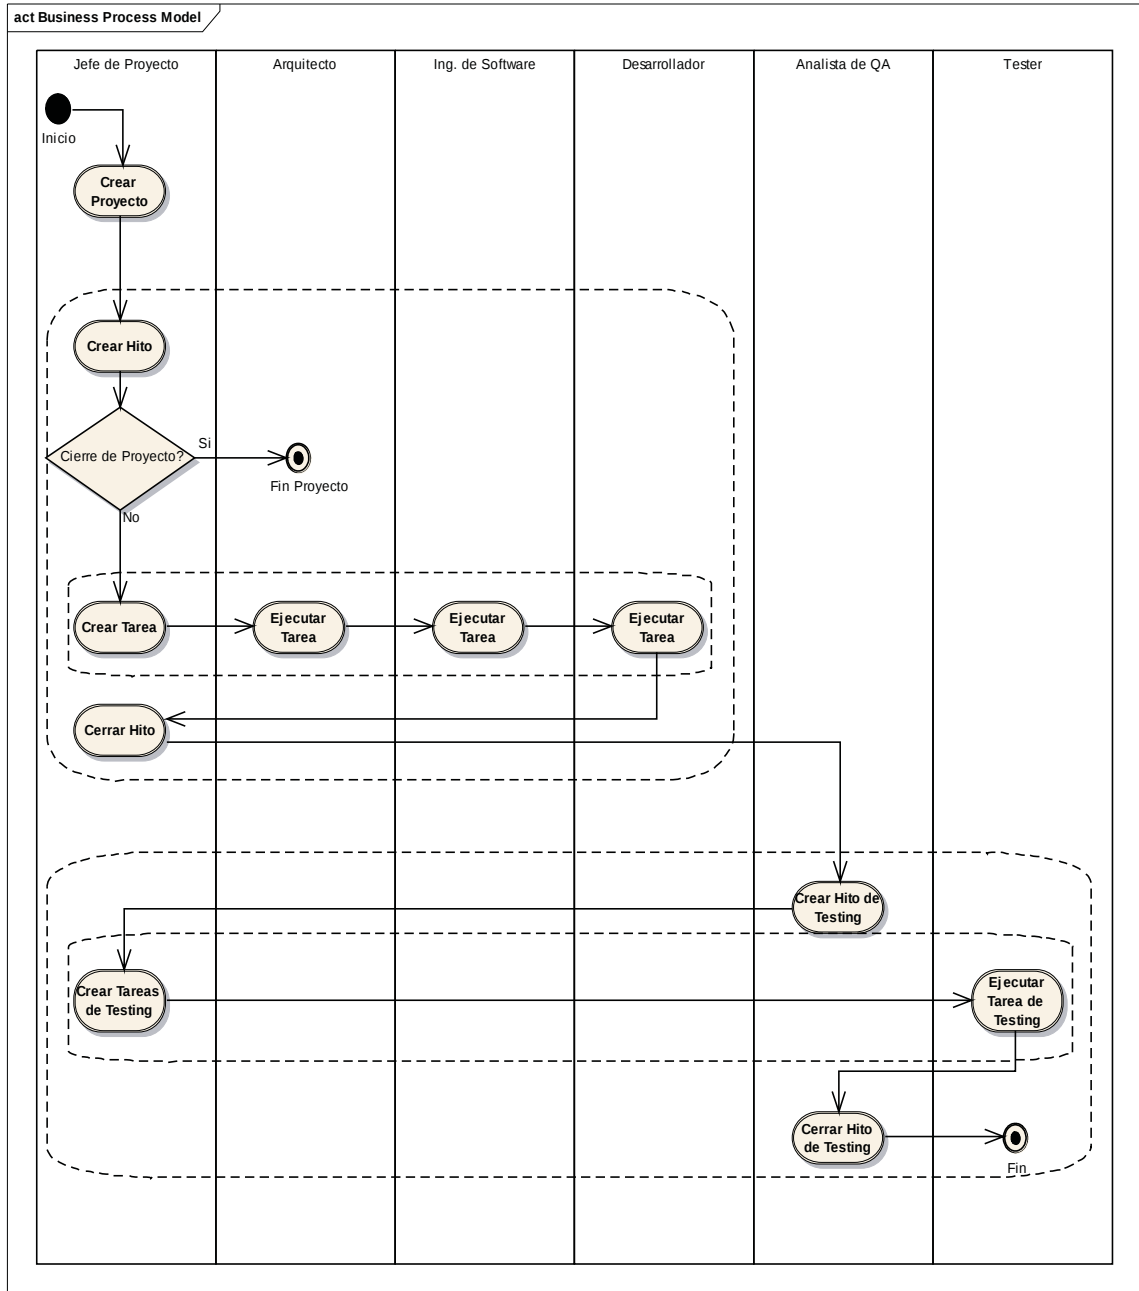 act Business Process Model
Jefe de Proyecto
Arquitecto
Ing. de Software
Desarrollador
Analista de QA
Tester
Inicio
Crear
Proyecto
Crear Hito
Cierre de Proyecto?
Si
Fin Proyecto
No
Crear Tarea
Ejecutar
Tarea
Ejecutar
Tarea
Ejecutar
Tarea
Cerrar Hito
Crear Hito de
Testing
Crear Tareas
de Testing
Ejecutar
Tarea de
Testing
Cerrar Hito
de Testing
Fin